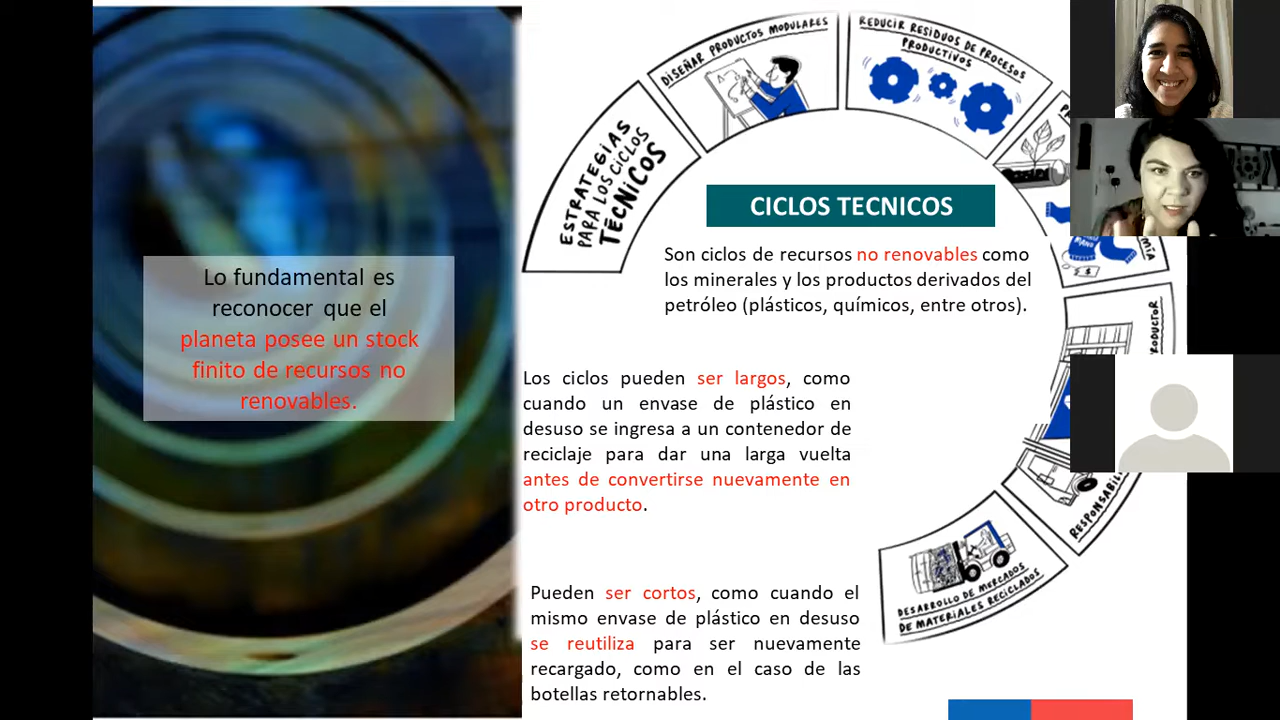 Lo fundamental es
reconocer que el
planeta posee un stock
finito de recursos no
renovables.
ESTRATEGIAS
PARA LOS CICLOS
TÉCNICOS
DISEÑAR PRODUCTOS MODULARES
REDUCIR RESIDUOS DE PROCESOS
PRODUCTIVOS
CICLOS TECNICOS
Son ciclos de recursos no renovables como
los minerales y los productos derivados del
petróleo (plásticos, químicos, entre otros).
Los ciclos pueden ser largos, como
cuando un envase de plástico en
desuso se ingresa a un contenedor de
reciclaje para dar una larga vuelta
antes de convertirse nuevamente en
otro producto.
Pueden ser cortos, como cuando el
mismo envase de plástico en desuso
se reutiliza para ser nuevamente
recargado, como en el caso de las
botellas retornables.
DESARROLLO DE MERCADOS
DE MATERIALES RECICLADOS